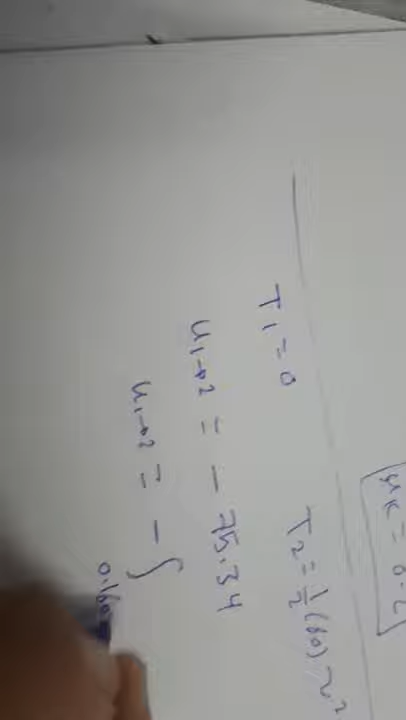 μk = 0.2
T1 = 0 T2 = 1/2 (60) v²
U1→2 = - 75.34
U1→2 = - ∫